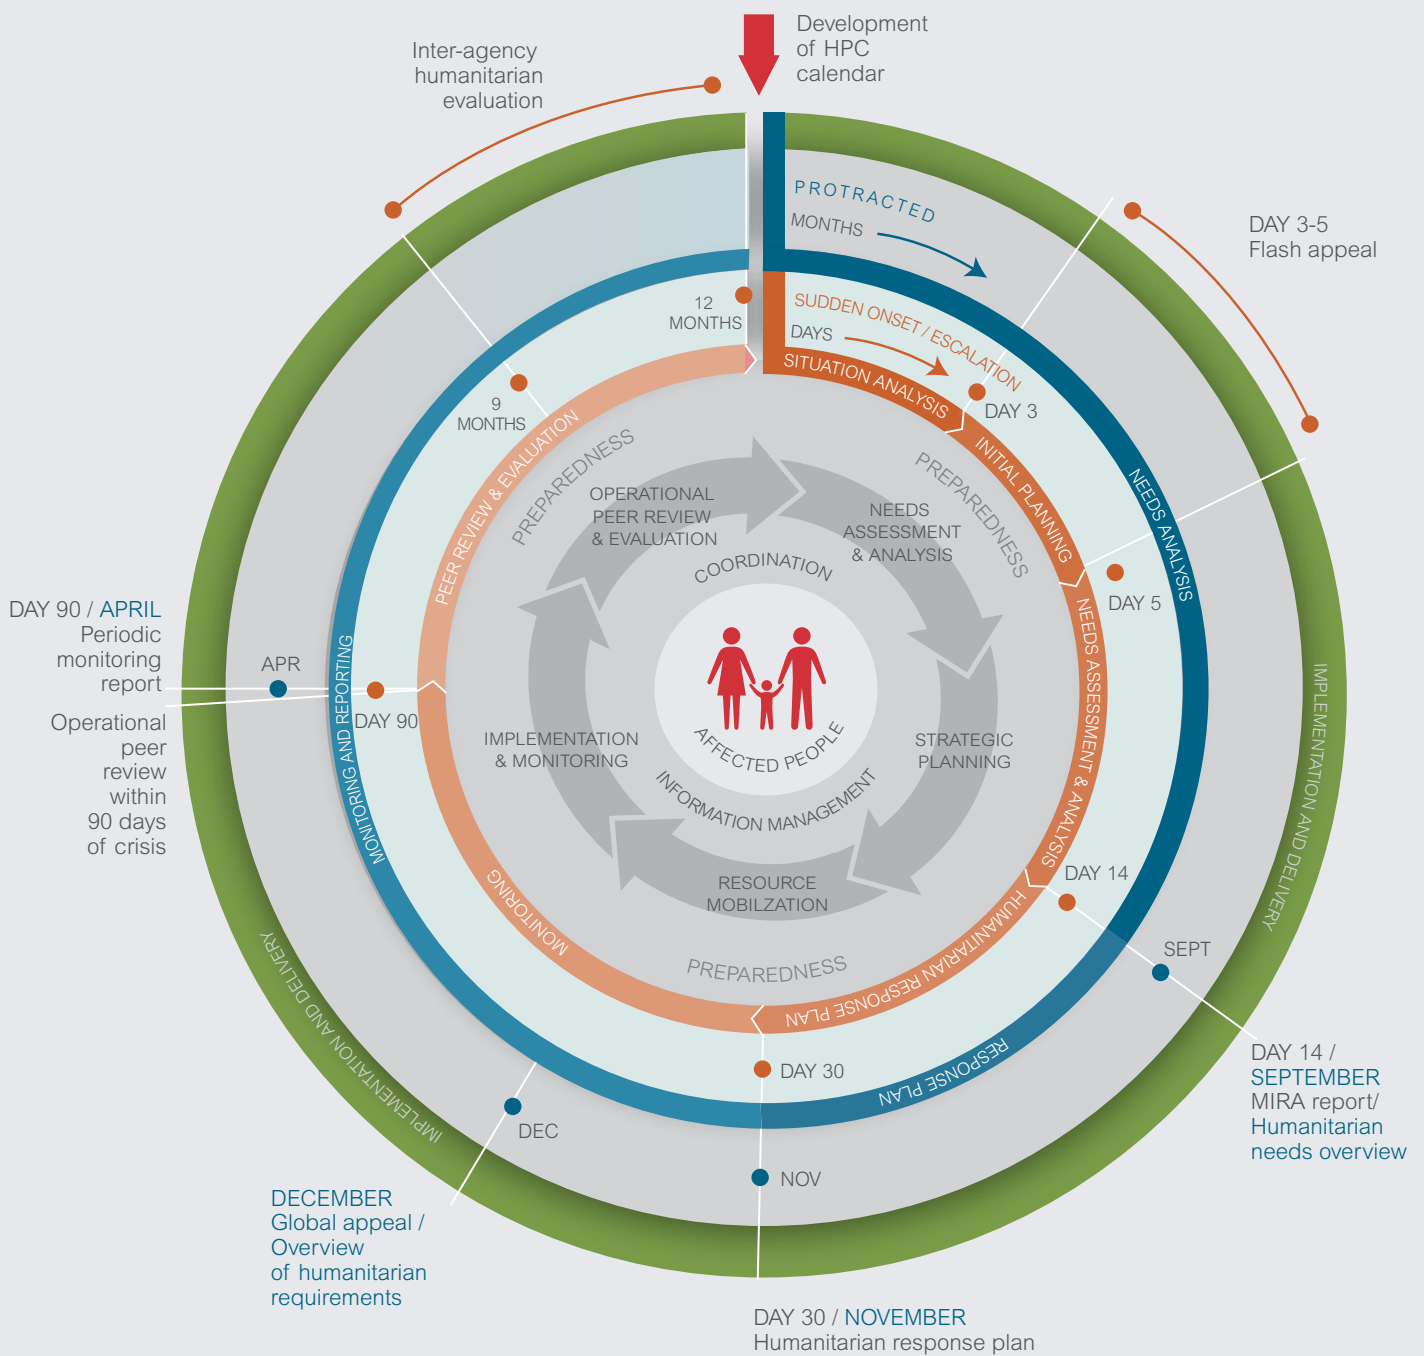 Development
of HPC
calendar
Inter-agency
humanitarian
evaluation
DAY 3-5
Flash appeal
PROTRACTED
MONTHS
SUDDEN ONSET / ESCALATION
DAYS
SITUATION ANALYSIS
12
MONTHS
9
MONTHS
DAY 3
INITIAL PLANNING
NEEDS ANALYSIS
DAY 5
NEEDS ASSESSMENT & ANALYSIS
PEER REVIEW & EVALUATION
PREPAREDNESS
PREPAREDNESS
OPERATIONAL
PEER REVIEW
& EVALUATION
NEEDS
ASSESSMENT
& ANALYSIS
COORDINATION
AFFECTED PEOPLE
INFORMATION MANAGEMENT
STRATEGIC
PLANNING
IMPLEMENTATION
& MONITORING
RESOURCE
MOBILZATION
PREPAREDNESS
DAY 90 / APRIL
Periodic
monitoring
report
Operational
peer
review
within
90 days
of crisis
APR
DAY 90
MONITORING AND REPORTING
MONITORING
IMPLEMENTATION AND DELIVERY
IMPLEMENTATION AND DELIVERY
DAY 14
SEPT
HUMANITARIAN RESPONSE PLAN
RESPONSE PLAN
DAY 30
NOV
DEC
DAY 14 /
SEPTEMBER
MIRA report/
Humanitarian
needs overview
DECEMBER
Global appeal /
Overview
of humanitarian
requirements
DAY 30 / NOVEMBER
Humanitarian response plan